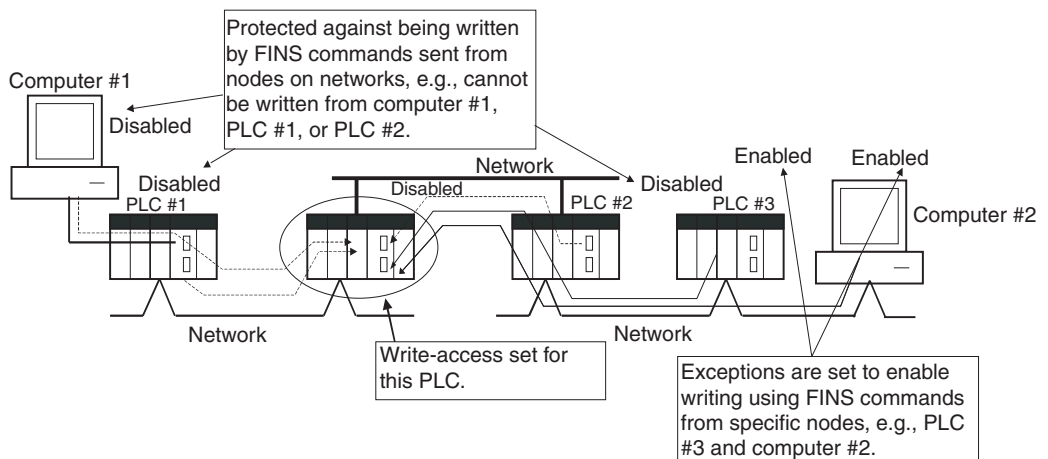 Protected against being written
by FINS commands sent from
nodes on networks, e.g., cannot
be written from computer #1,
PLC #1, or PLC #2.
Computer #1
Disabled
Network
Enabled
Enabled
Disabled
Disabled
Disabled
PLC #1
PLC #2
PLC #3
Computer #2
Network
Network
Write-access set for
this PLC.
Exceptions are set to enable
writing using FINS commands
from specific nodes, e.g., PLC
#3 and computer #2.